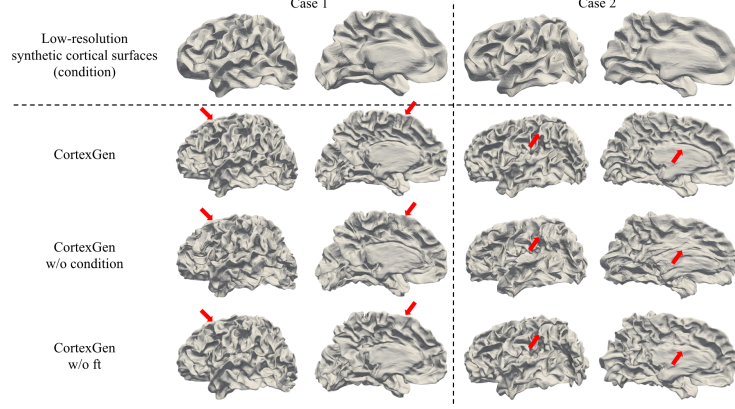 Case 1
Case 2
Low-resolution
synthetic cortical surfaces
(condition)
CortexGen
CortexGen
w/o condition
CortexGen
w/o ft